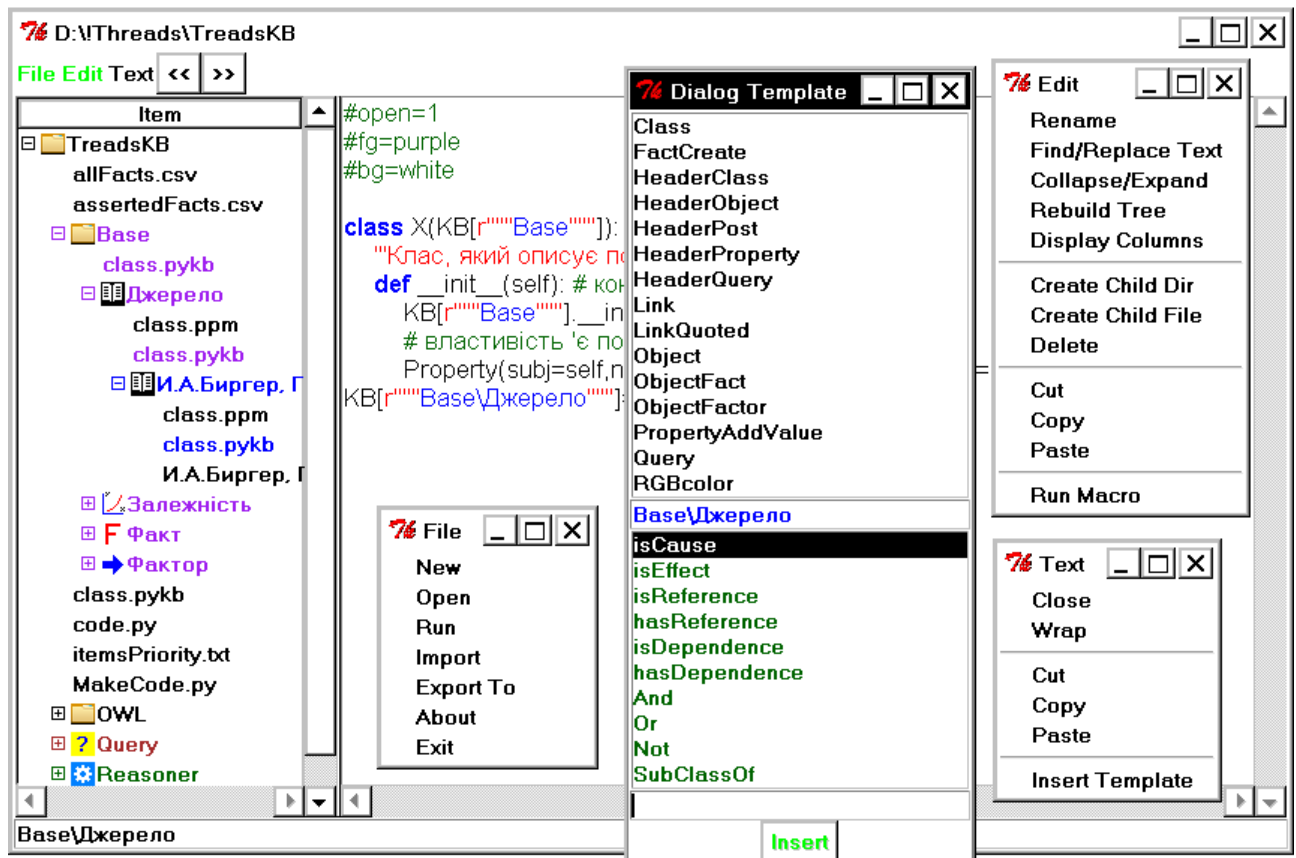 D:\!Threads\TreadsKB
File Edit Text << >>
Item
TreadsKB
allFacts.csv
assertedFacts.csv
Base
class.pykb
Джерело
class.ppm
class.pykb
И.А.Биргер,
class.ppm
class.pykb
И.А.Биргер,
Залежність
F Факт
Фактор
class.pykb
code.py
itemsPriority.txt
MakeCode.py
OWL
? Query
Reasoner
Base\Джерело
#open=1
#fg=purple
#bg=white
class X(KB[r"""Base"""]):
'''Клас, який описує
def __init__(self): #
KB[r"""Base"""].
# властивість 'є
Property(subj=self,
KB[r"""Base\Джерело"""]=
File
New
Open
Run
Import
Export To
About
Exit
Dialog Template
Class
FactCreate
HeaderClass
HeaderObject
HeaderPost
HeaderProperty
HeaderQuery
Link
LinkQuoted
Object
ObjectFact
ObjectFactor
PropertyAddValue
Query
RGBcolor
Base\Джерело
isCause
isEffect
isReference
hasReference
isDependence
hasDependence
And
Or
Not
SubClassOf
Insert
Edit
Rename
Find/Replace Text
Collapse/Expand
Rebuild Tree
Display Columns
Create Child Dir
Create Child File
Delete
Cut
Copy
Paste
Run Macro
Text
Close
Wrap
Cut
Copy
Paste
Insert Template